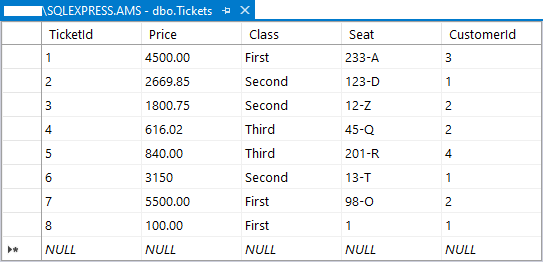 \SQLEXPRESS.AMS - dbo.Tickets
TicketId Price Class Seat CustomerId
1 4500.00 First 233-A 3
2 2669.85 Second 123-D 1
3 1800.75 Second 12-Z 2
4 616.02 Third 45-Q 2
5 840.00 Third 201-R 4
6 3150 Second 13-T 1
7 5500.00 First 98-O 2
8 100.00 First 1 1
NULL NULL NULL NULL NULL